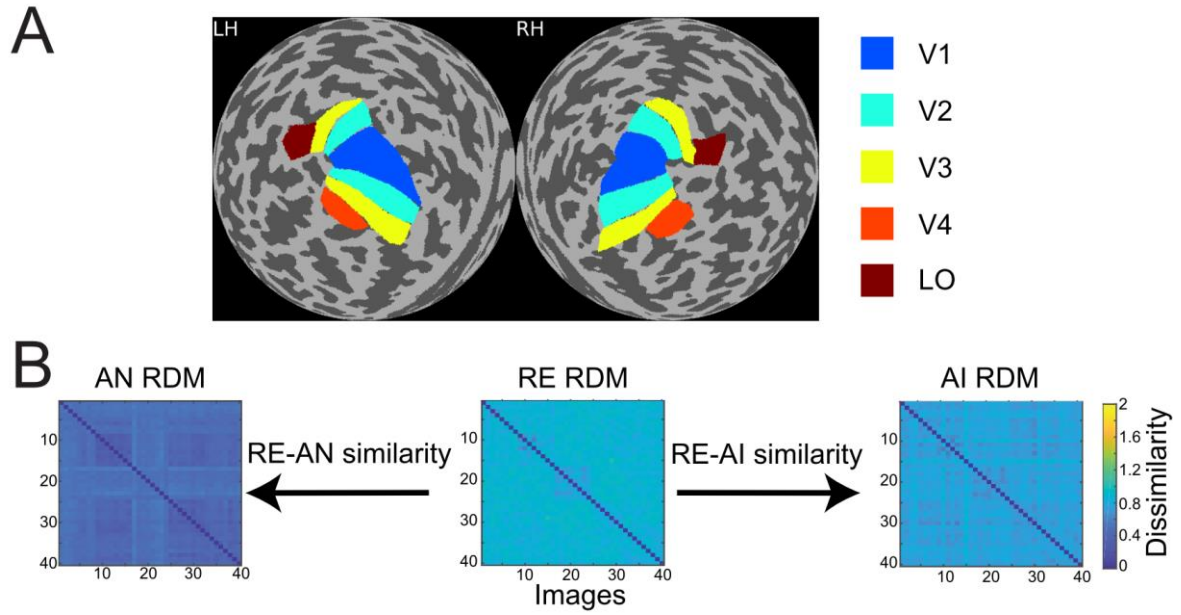 A
LH
RH
V1
V2
V3
V4
LO
B
AN RDM
RE RDM
AI RDM
RE-AN similarity
RE-AI similarity
10
20
30
40
10 20 30 40
10
20
30
40
10 20 30 40
Images
10
20
30
40
10 20 30 40
2
1.6
1.2
0.8
0.4
0
Dissimilarity